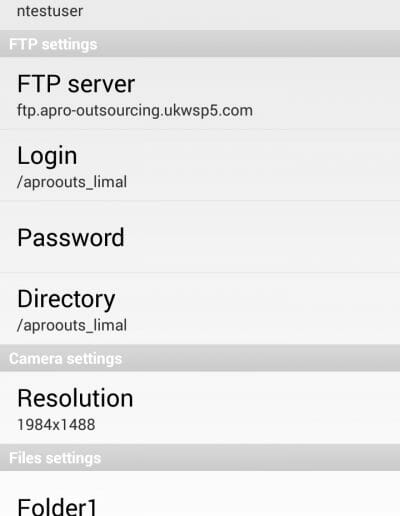 ntestuser
FTP settings
FTP server
ftp.apro-outsourcing.ukwsp5.com
Login
/aproouts_limal
Password
Directory
/aproouts_limal
Camera settings
Resolution
1984x1488
Files settings
Folder1